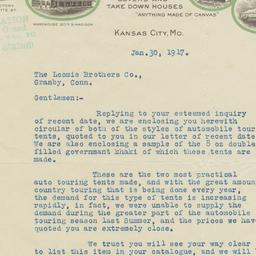 TAKE DOWN HOUSES
"ANYTHING MADE OF CANVAS"
KANSAS CITY, MO.
Jan. 30, 1917.
The Loomis Brothers Co.,
Granby, Conn.
Gentlemen:-
Replying to your esteemed inquiry
of recent date, we are enclosing you herewith
circular of both of the styles of automobile tour
tents, quoted to you in our letter of recent date
We are also enclosing a sample of the 8 oz double
filled government khaki of which these tents are
made.
These are the two most practical
auto touring tents made, and with the great amoun
country touring that is being done every year,
the demand for this type of tents is increasing
rapidly, in fact, we were unable to supply the
demand during the greater part of the automobile
touring season last Summer, and the prices we hav
quoted you are extremely close.
We trust you will see your way clear
to list this item in your catalogue, and we will